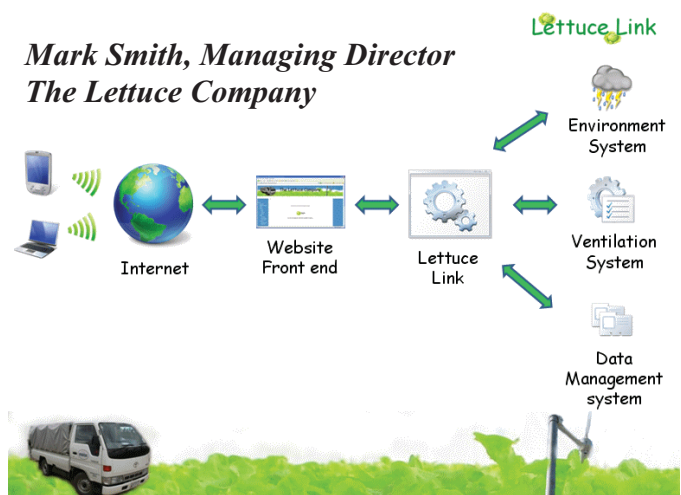 Lettuce Link
Mark Smith, Managing Director
The Lettuce Company
Environment
System
Internet
Website
Front end
Lettuce
Link
Ventilation
System
Data
Management
system